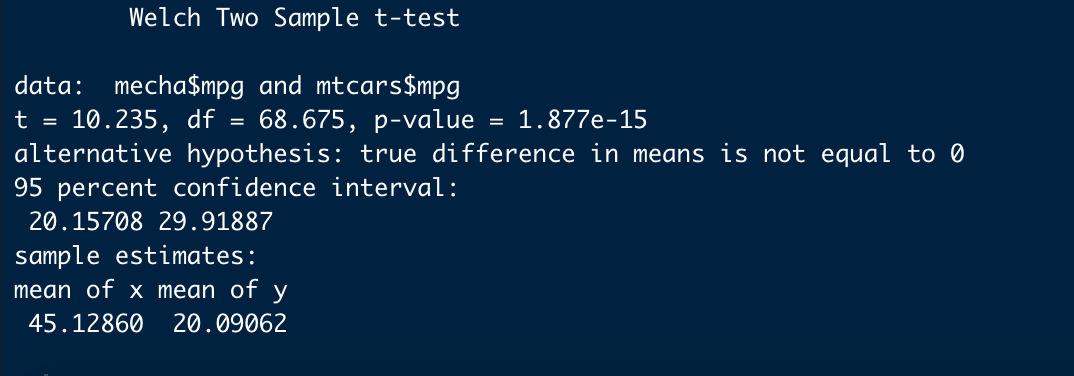 Welch Two Sample t-test
data:  mecha$mpg and mtcars$mpg
t = 10.235, df = 68.675, p-value = 1.877e-15
alternative hypothesis: true difference in means is not equal to 0
95 percent confidence interval:
 20.15708 29.91887
sample estimates:
mean of x mean of y
 45.12860  20.09062